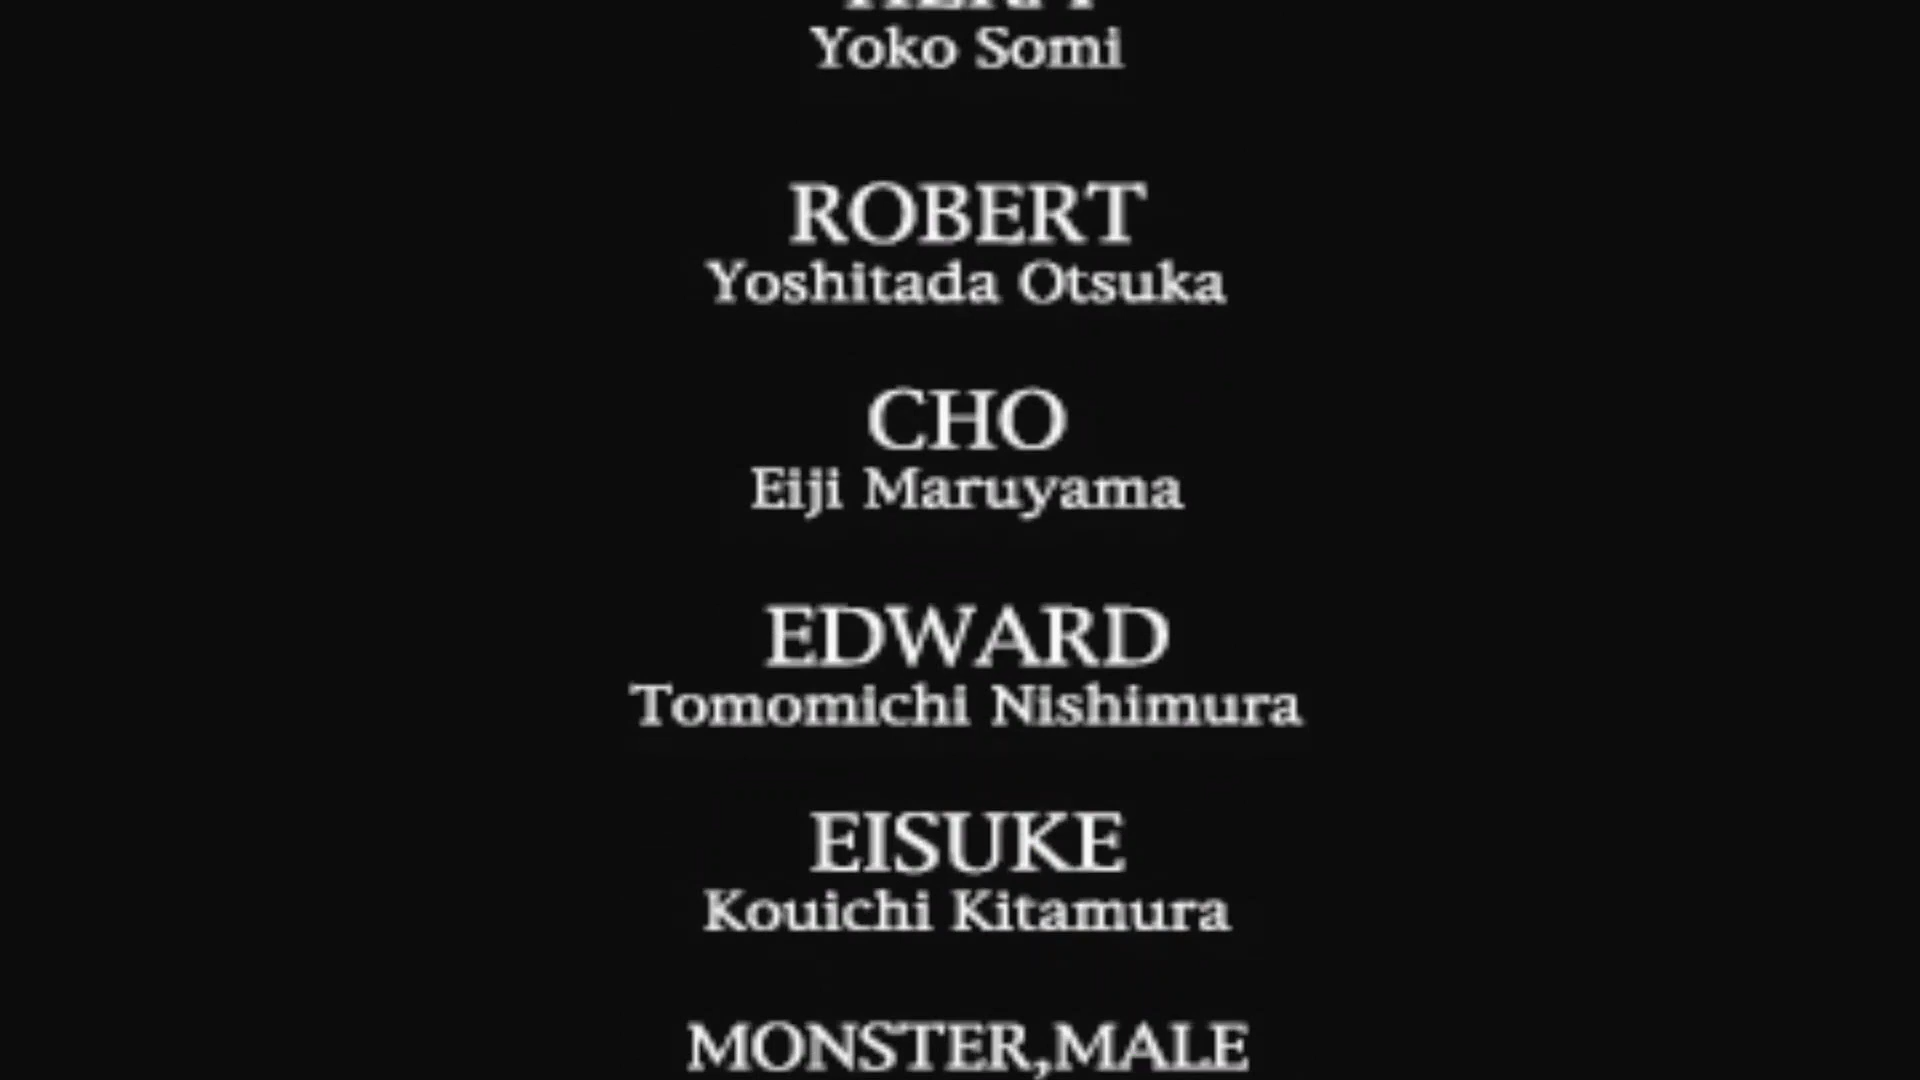 Yoko Somi
ROBERT
Yoshitada Otsuka
CHO
Eiji Maruyama
EDWARD
Tomomichi Nishimura
EISUKE
Kouichi Kitamura
MONSTER,MALE